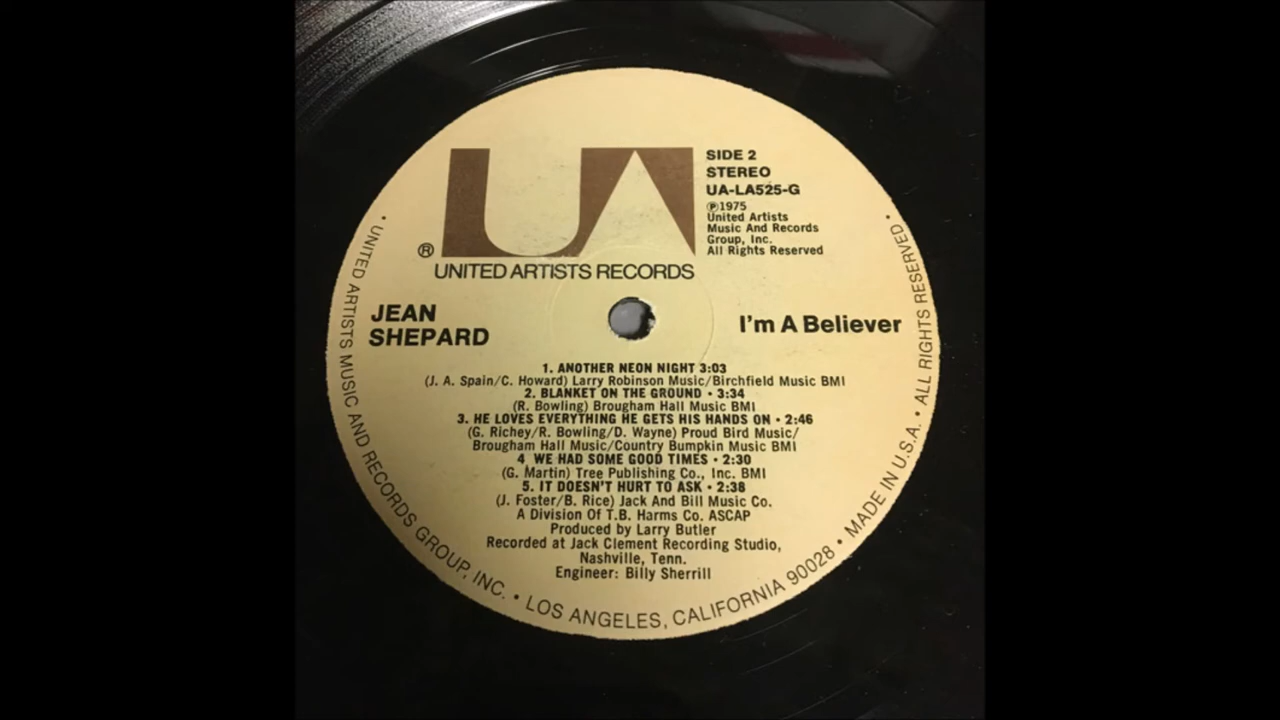 UA
SIDE 2
STEREO
UA-LA525-G
℗1975
United Artists
Music And Records
Group, Inc.
All Rights Reserved
®
UNITED ARTISTS RECORDS
JEAN
SHEPARD
I'm A Believer
1. ANOTHER NEON NIGHT 3:03
(J. A. Spain/C. Howard) Larry Robinson Music/Birchfield Music BMI
2. BLANKET ON THE GROUND • 3:34
(R. Bowling) Brougham Hall Music BMI
3. HE LOVES EVERYTHING HE GETS HIS HANDS ON • 2:46
(G. Richey/R. Bowling/D. Wayne) Proud Bird Music/
Brougham Hall Music/Country Bumpkin Music BMI
4 WE HAD SOME GOOD TIMES • 2:30
(G. Martin) Tree Publishing Co., Inc. BMI
5. IT DOESN'T HURT TO ASK • 2:38
(J. Foster/B. Rice) Jack And Bill Music Co.
A Division Of T.B. Harms Co. ASCAP
Produced by Larry Butler
Recorded at Jack Clement Recording Studio,
Nashville, Tenn.
Engineer: Billy Sherrill
• UNITED ARTISTS MUSIC AND RECORDS GROUP, INC. • LOS ANGELES, CALIFORNIA 90028 • MADE IN U.S.A. • ALL RIGHTS RESERVED •